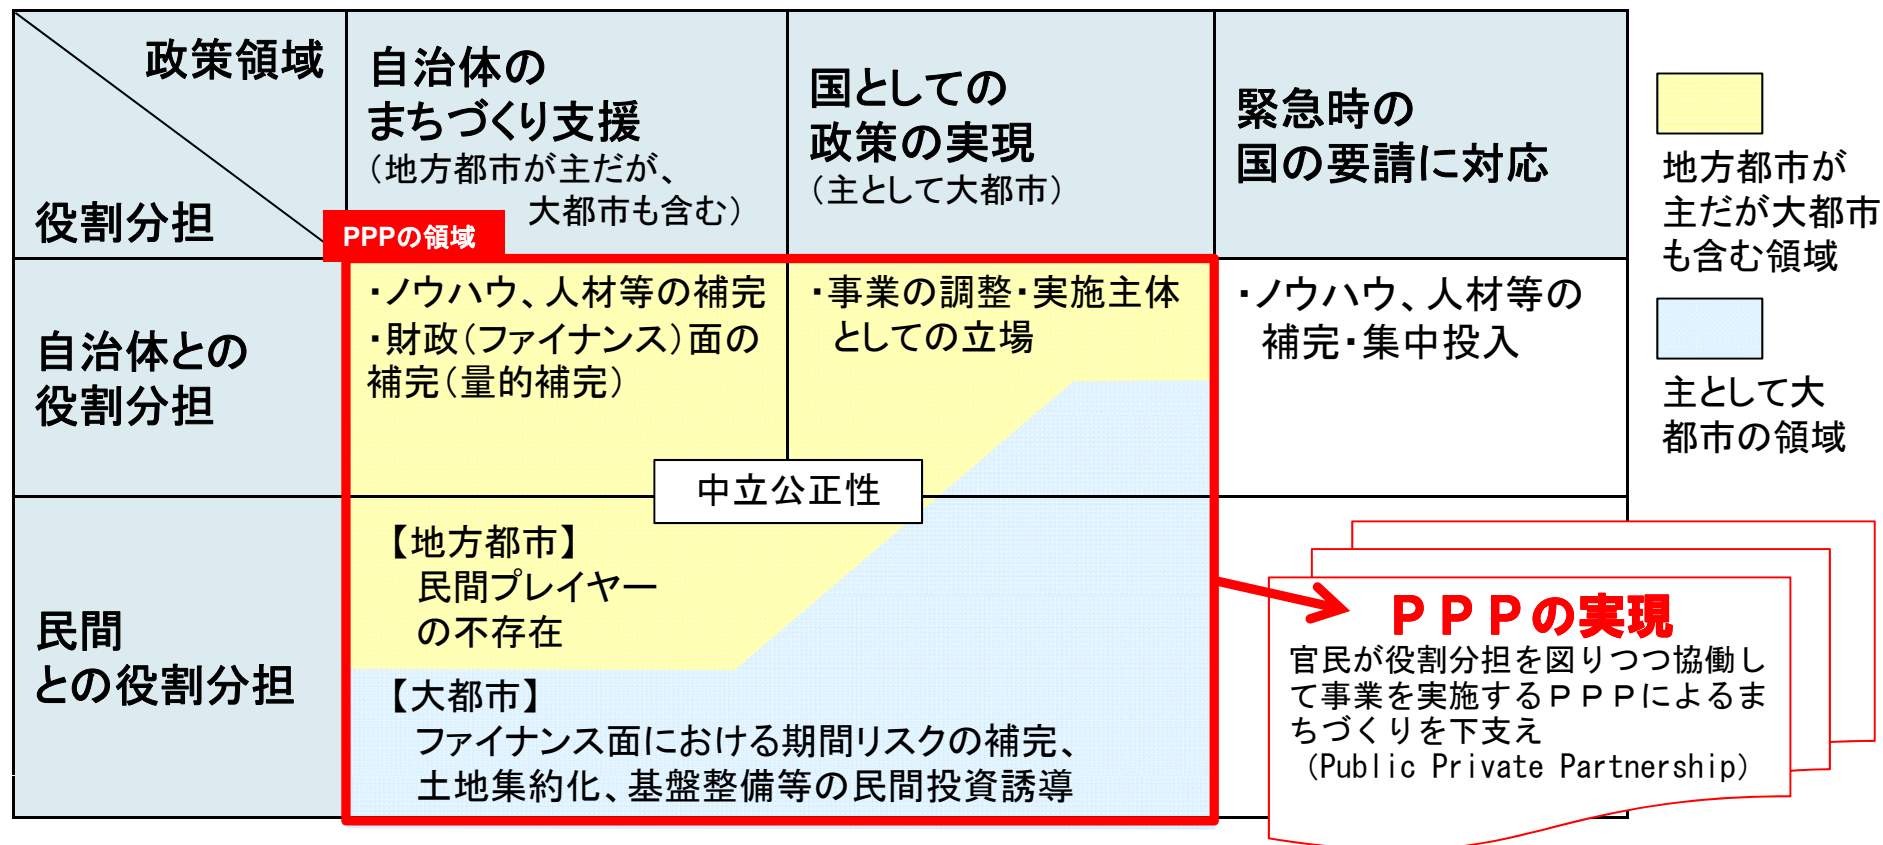 政策領域
役割分担
自治体の
まちづくり支援
（地方都市が主だが、
大都市も含む）
国としての
政策の実現
（主として大都市）
緊急時の
国の要請に対応
PPPの領域
自治体との
役割分担
・ノウハウ、人材等の補完
・財政（ファイナンス）面の
補完（量的補完）
・事業の調整・実施主体
としての立場
・ノウハウ、人材等の
補完・集中投入
中立公正性
民間
との役割分担
【地方都市】
民間プレイヤー
の不存在
【大都市】
ファイナンス面における期間リスクの補完、
土地集約化、基盤整備等の民間投資誘導
ＰＰＰの実現
官民が役割分担を図りつつ協働し
て事業を実施するＰＰＰによるま
ちづくりを下支え
（Public Private Partnership）
地方都市が
主だが大都市
も含む領域
主として大
都市の領域